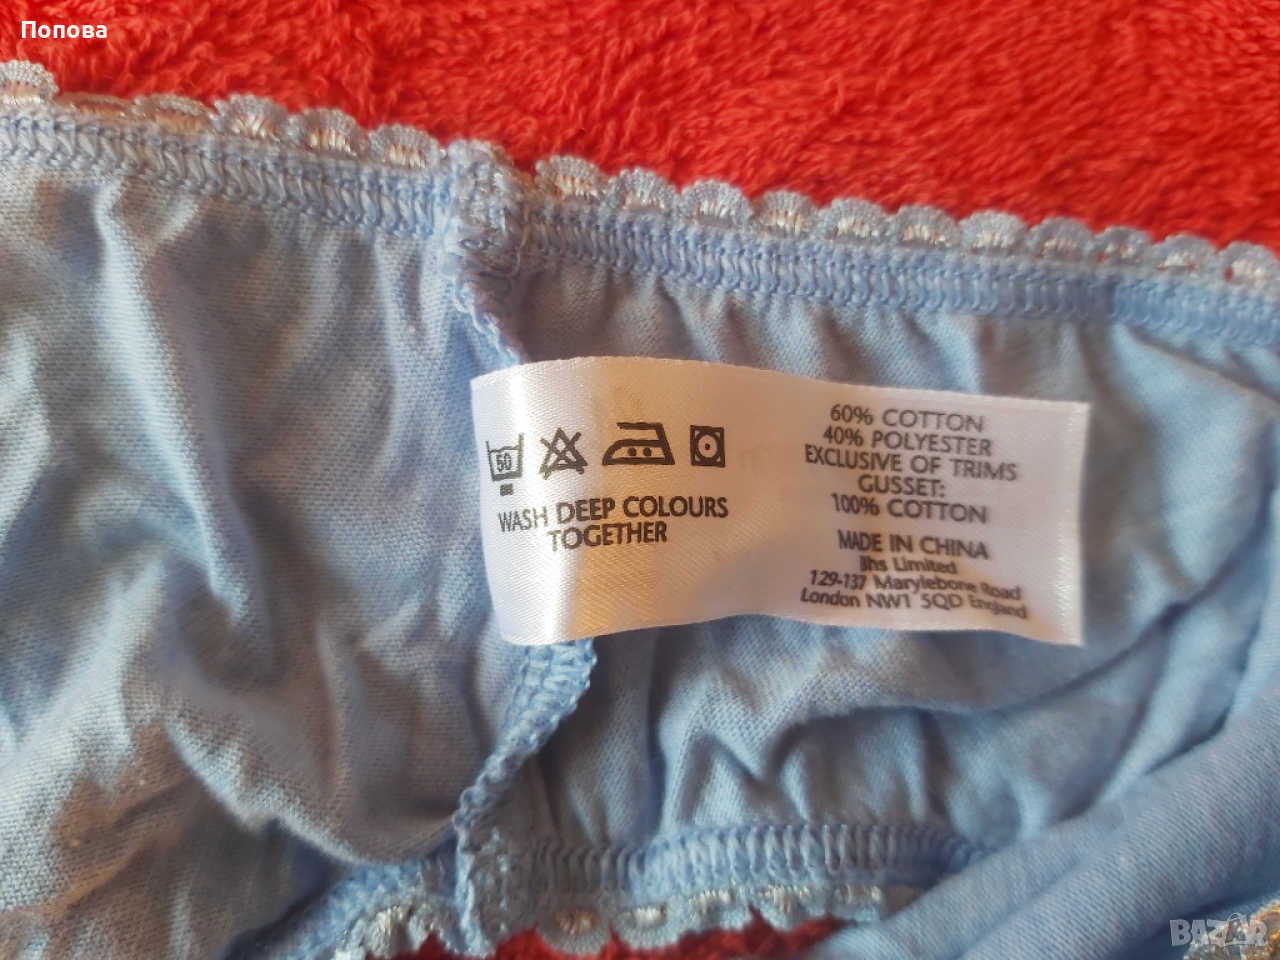 Попова
50
WASH DEEP COLOURS
TOGETHER
60% COTTON
40% POLYESTER
EXCLUSIVE OF TRIMS
GUSSET:
100% COTTON
MADE IN CHINA
Bhs Limited
129-137 Marylebone Road
London NW1 5QD England
BAZAR